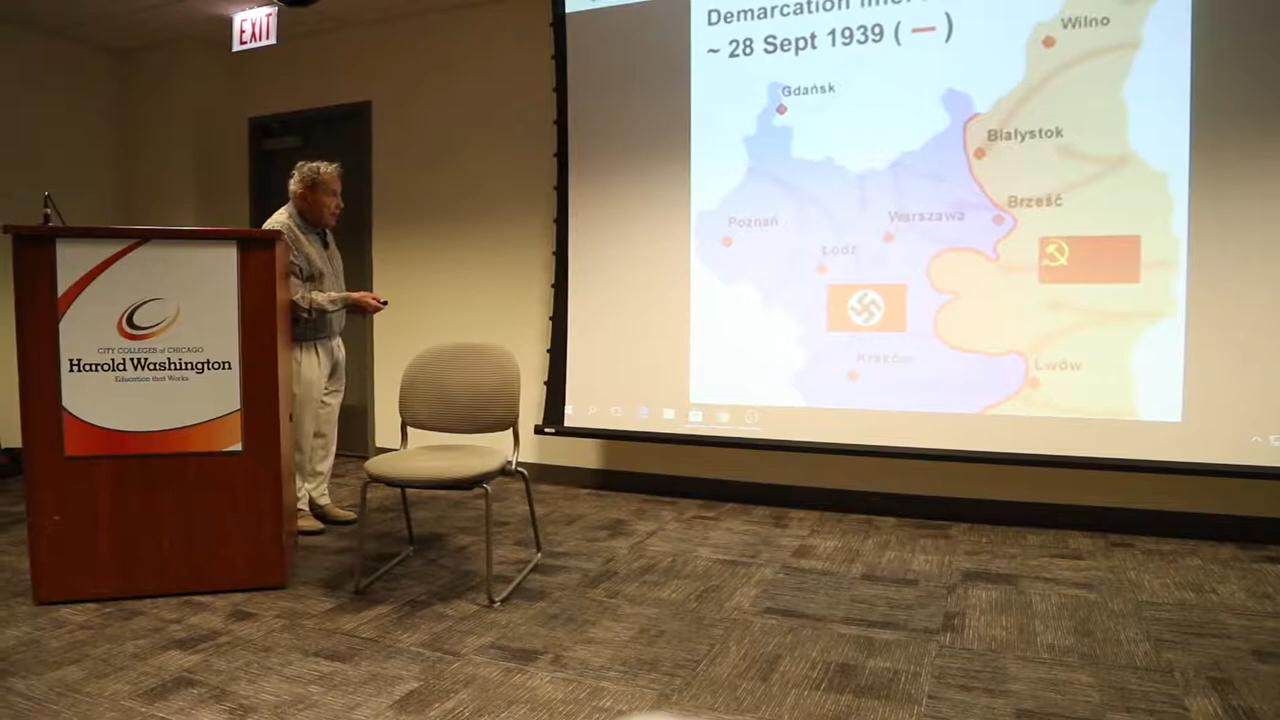 EXIT
CITY COLLEGES of CHICAGO
Harold Washington
Education that Works
Demarcation
~ 28 Sept 1939 ( — )
Wilno
Gdańsk
Białystok
Brześć
Poznań
Warszawa
Łódź
Kraków
Lwów